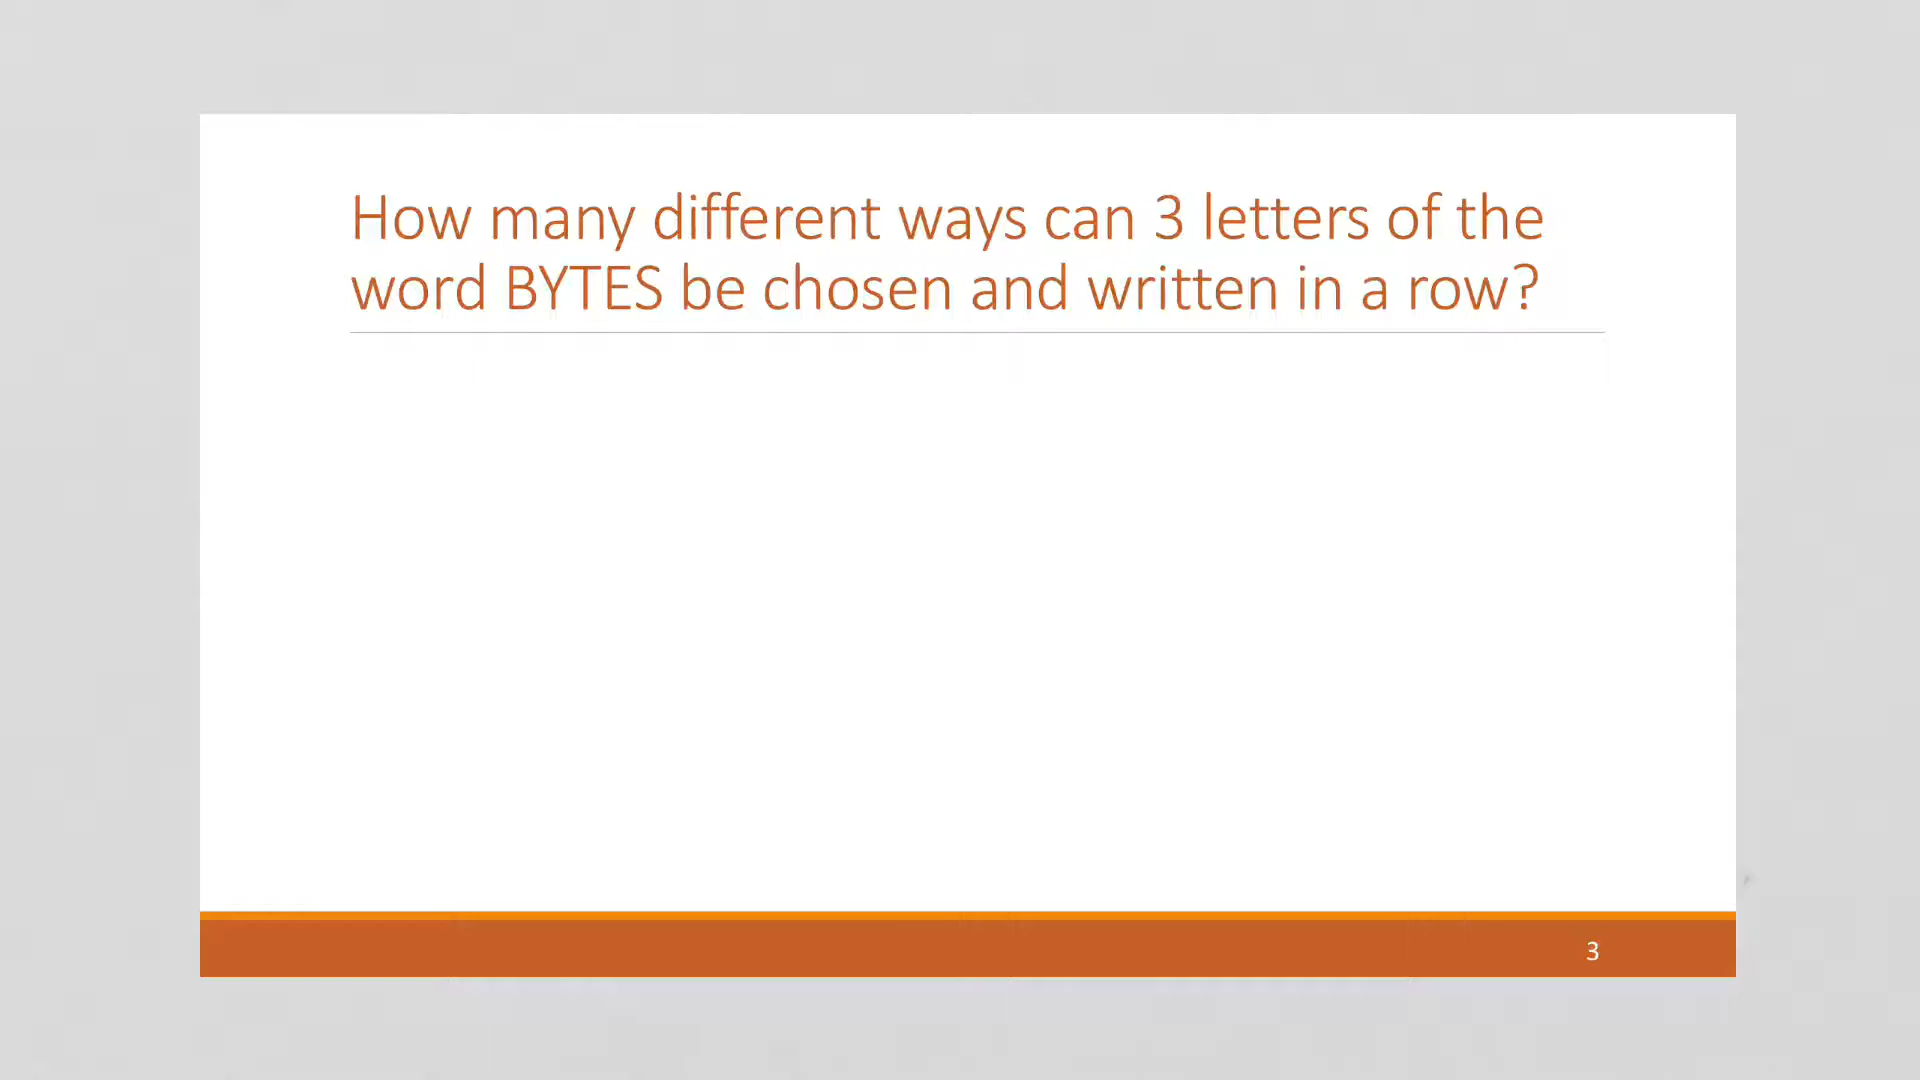 How many different ways can 3 letters of the
word BYTES be chosen and written in a row?
3